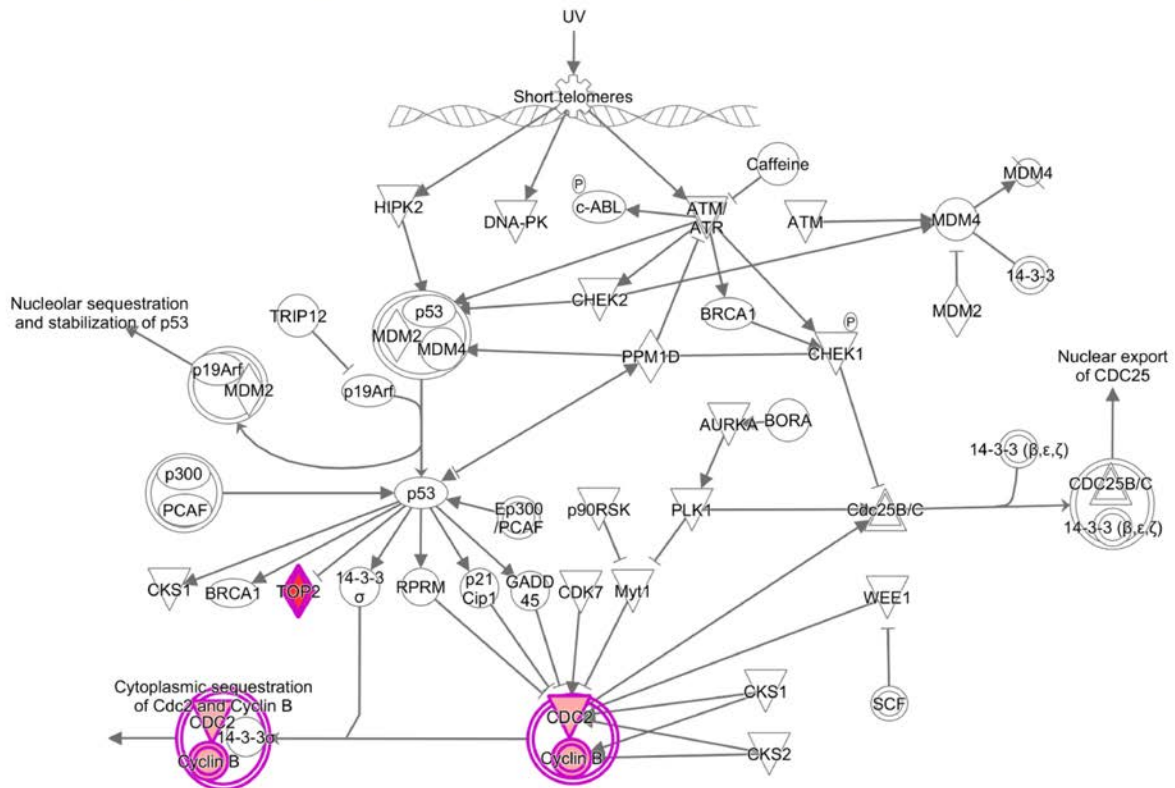 UV
Short telomeres
Caffeine
MDM4
HIPK2
DNA-PK
P
c-ABL
ATM/
ATR
ATM
MDM4
14-3-3
Nucleolar sequestration
and stabilization of p53
TRIP12
p53
MDM2
MDM4
CHEK2
BRCA1
MDM2
P
CHEK1
PPM1D
p19Arf
MDM2
p19Arf
Nuclear export
of CDC25
AURKA
BORA
14-3-3 (β,ε,ζ)
CDC25B/C
14-3-3 (β,ε,ζ)
p300
PCAF
p53
Ep300
/PCAF
p90RSK
PLK1
Cdc25B/C
CKS1
BRCA1
TOP2
14-3-3
σ
RPRM
p21
Cip1
GADD
45
CDK7
Myt1
WEE1
Cytoplasmic sequestration
of Cdc2 and Cyclin B
CDC2
14-3-3σ
Cyclin B
CDC2
Cyclin B
CKS1
CKS2
SCF